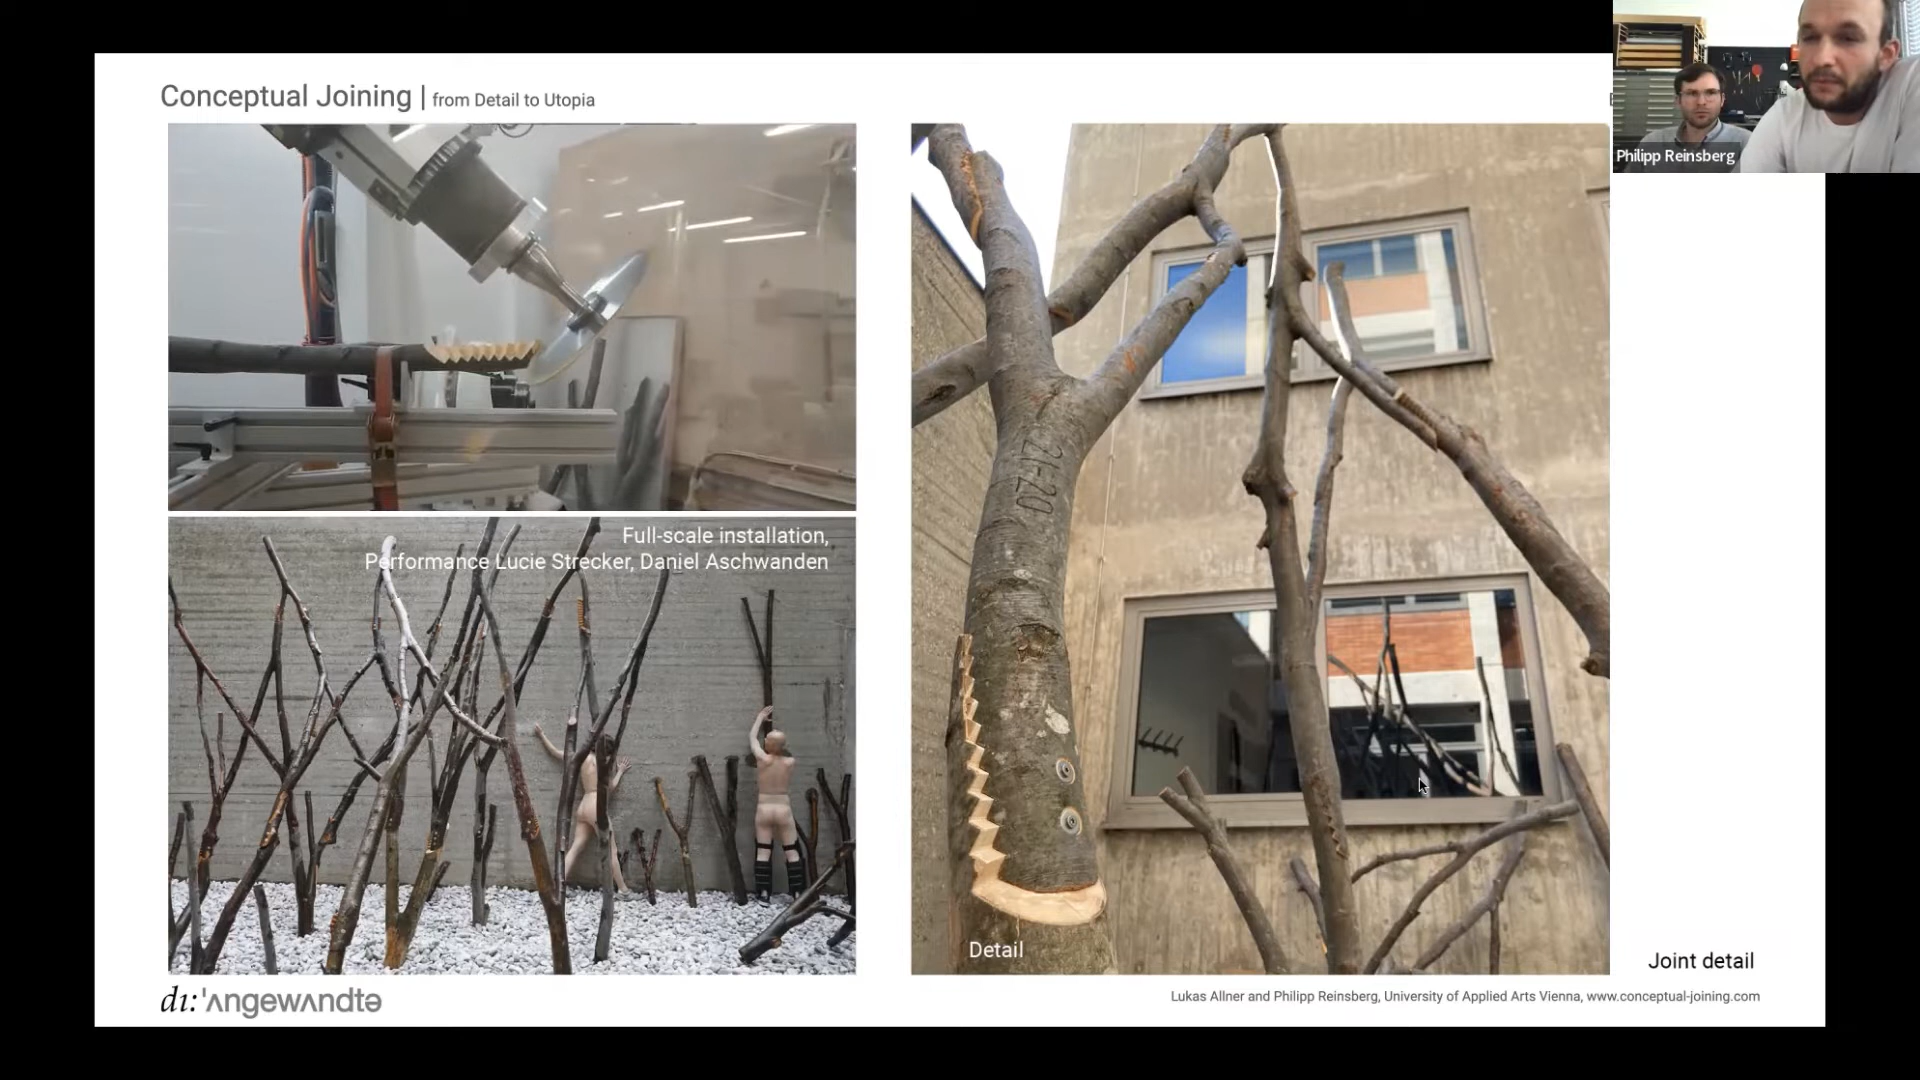 Conceptual Joining | from Detail to Utopia
Philipp Reinsberg
Full-scale installation,
Performance Lucie Strecker, Daniel Aschwanden
21-20
Detail
Joint detail
dı:'ʌngewʌndtə
Lukas Allner and Philipp Reinsberg, University of Applied Arts Vienna, www.conceptual-joining.com